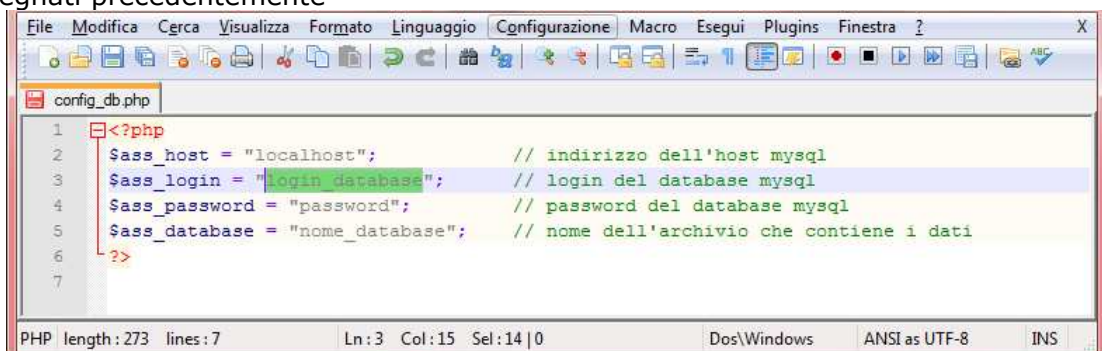 egnati precedentemente
File Modifica Cerca Visualizza Formato Linguaggio Configurazione Macro Esegui Plugins Finestra ? X
config_db.php
1 <?php
2 $ass_host = "localhost"; // indirizzo dell'host mysql
3 $ass_login = "login_database"; // login del database mysql
4 $ass_password = "password"; // password del database mysql
5 $ass_database = "nome_database"; // nome dell'archivio che contiene i dati
6 ?>
7
PHP length : 273 lines : 7 Ln : 3 Col : 15 Sel : 14 | 0 Dos\Windows ANSI as UTF-8 INS